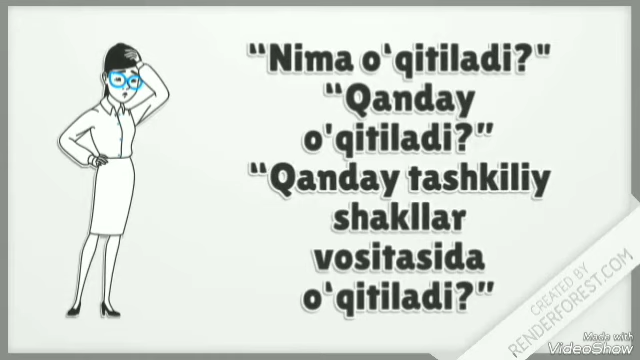 “Nima o‘qitiladi?"
“Qanday
o'qitiladi?”
“Qanday tashkiliy
shakllar
vositasida
o‘qitiladi?”
CREATED BY
RENDERFOREST.COM
Made with
VideoShow